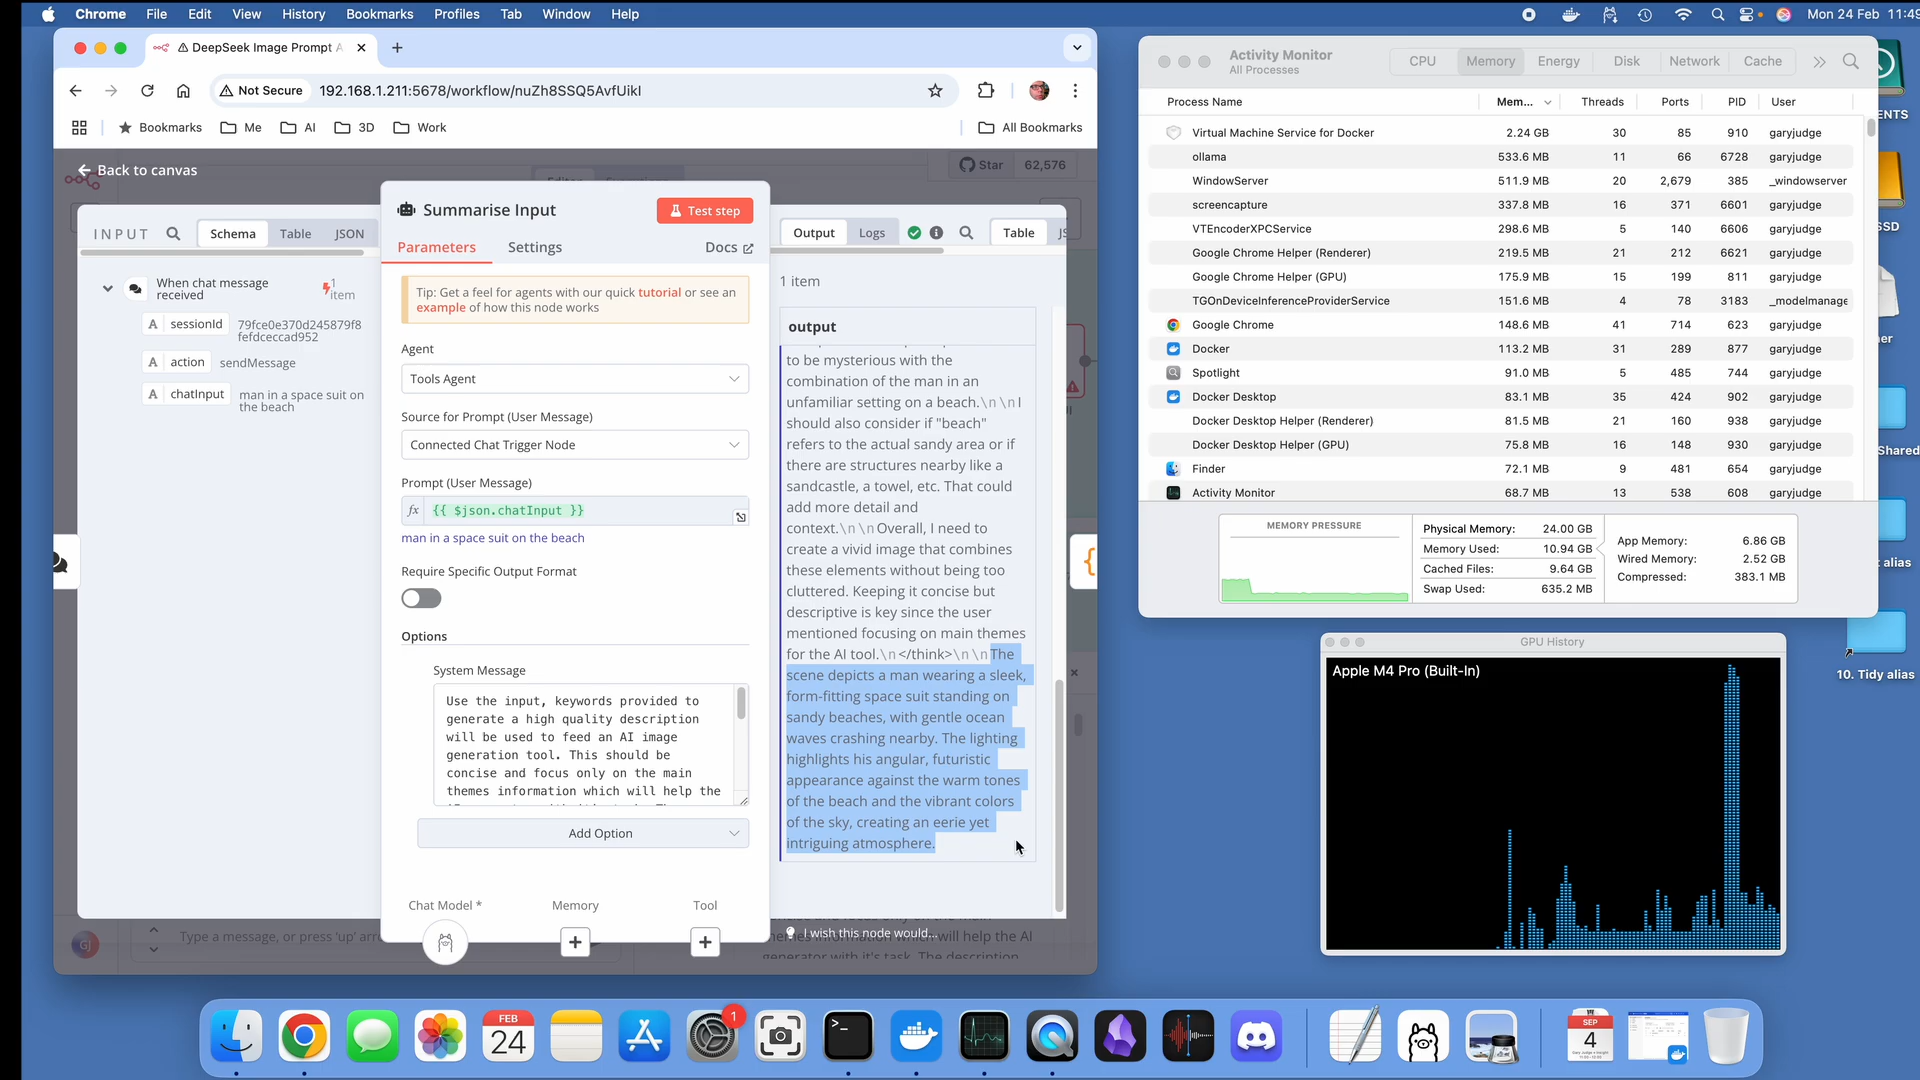 Chrome File Edit View History Bookmarks Profiles Tab Window Help
Mon 24 Feb 11:49
DeepSeek Image Prompt A
Not Secure 192.168.1.211:5678/workflow/nuZh8SSQ5AvfUikI
Bookmarks Me AI 3D Work All Bookmarks
Back to canvas
Star 62,576
INPUT
Schema Table JSON
When chat message
received
1
item
A sessionId 79fce0e370d245879f8
fefdceccad952
A action sendMessage
A chatInput man in a space suit on
the beach
Summarise Input
Test step
Parameters Settings Docs
Tip: Get a feel for agents with our quick tutorial or see an
example of how this node works
Agent
Tools Agent
Source for Prompt (User Message)
Connected Chat Trigger Node
Prompt (User Message)
fx {{ $json.chatInput }}
man in a space suit on the beach
Require Specific Output Format
Options
System Message
Use the input, keywords provided to
generate a high quality description
will be used to feed an AI image
generation tool. This should be
concise and focus only on the main
themes information which will help the
Add Option
Chat Model * Memory Tool
Output Logs Table JS
1 item
output
to be mysterious with the
combination of the man in an
unfamiliar setting on a beach.\n\nI
should also consider if "beach"
refers to the actual sandy area or if
there are structures nearby like a
sandcastle, a towel, etc. That could
add more detail and
context.\n\nOverall, I need to
create a vivid image that combines
these elements without being too
cluttered. Keeping it concise but
descriptive is key since the user
mentioned focusing on main themes
for the AI tool.\n</think>\n\nThe
scene depicts a man wearing a sleek,
form-fitting space suit standing on
sandy beaches, with gentle ocean
waves crashing nearby. The lighting
highlights his angular, futuristic
appearance against the warm tones
of the beach and the vibrant colors
of the sky, creating an eerie yet
intriguing atmosphere.
I wish this node would...
Gj
Type a message, or press 'up' arr
themes information which will help the AI
generator with it's task. The description
Activity Monitor
All Processes
CPU Memory Energy Disk Network Cache
Process Name Mem... Threads Ports PID User
Virtual Machine Service for Docker 2.24 GB 30 85 910 garyjudge
ollama 533.6 MB 11 66 6728 garyjudge
WindowServer 511.9 MB 20 2,679 385 _windowserver
screencapture 337.8 MB 16 371 6601 garyjudge
VTEncoderXPCService 298.6 MB 5 140 6606 garyjudge
Google Chrome Helper (Renderer) 219.5 MB 21 212 6621 garyjudge
Google Chrome Helper (GPU) 175.9 MB 15 199 811 garyjudge
TGOnDeviceInferenceProviderService 151.6 MB 4 78 3183 _modelmanage
Google Chrome 148.6 MB 41 714 623 garyjudge
Docker 113.2 MB 31 289 877 garyjudge
Spotlight 91.0 MB 5 485 744 garyjudge
Docker Desktop 83.1 MB 35 424 902 garyjudge
Docker Desktop Helper (Renderer) 81.5 MB 21 160 938 garyjudge
Docker Desktop Helper (GPU) 75.8 MB 16 148 930 garyjudge
Finder 72.1 MB 9 481 654 garyjudge
Activity Monitor 68.7 MB 13 538 608 garyjudge
MEMORY PRESSURE
Physical Memory: 24.00 GB
Memory Used: 10.94 GB
Cached Files: 9.64 GB
Swap Used: 635.2 MB
App Memory: 6.86 GB
Wired Memory: 2.52 GB
Compressed: 383.1 MB
GPU History
Apple M4 Pro (Built-In)
ENTS
SSD
ner
Shared
t alias
10. Tidy alias
FEB
24
1
SEP
4